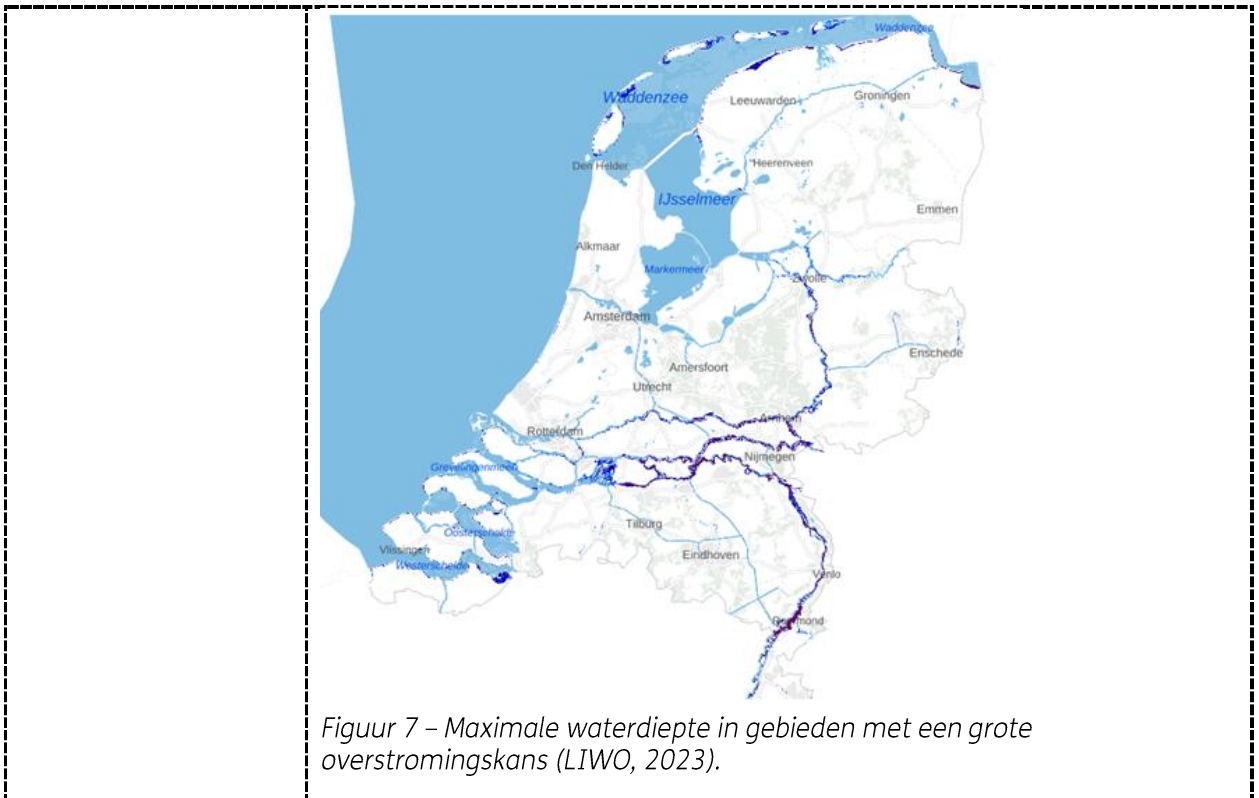 Waddenzee
Waddenzee
Leeuwarden
Groningen
Den Helder
Heerenveen
IJsselmeer
Emmen
Alkmaar
Markermeer
Zwolle
Amsterdam
Enschede
Amersfoort
Utrecht
Arnhem
Rotterdam
Nijmegen
Grevelingenmeer
Tilburg
Oosterschelde
Vlissingen
Eindhoven
Westerschelde
Venlo
Roermond
Figuur 7 – Maximale waterdiepte in gebieden met een grote
overstromingskans (LIWO, 2023).